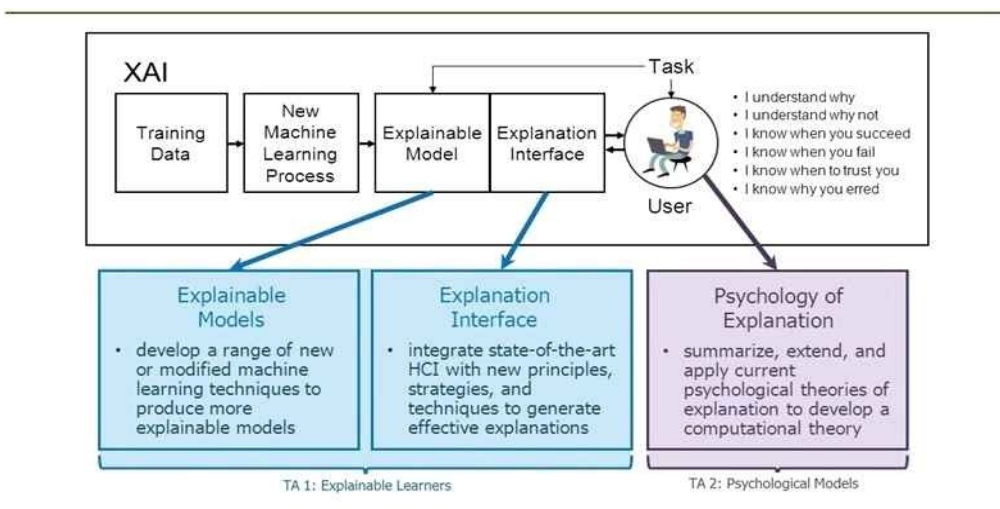 XAI
Task
Training
Data
New
Machine
Learning
Process
Explainable
Model
Explanation
Interface
User
• I understand why
• I understand why not
• I know when you succeed
• I know when you fail
• I know when to trust you
• I know why you erred
Explainable
Models
• develop a range of new
or modified machine
learning techniques to
produce more
explainable models
Explanation
Interface
• integrate state-of-the-art
HCI with new principles,
strategies, and
techniques to generate
effective explanations
Psychology of
Explanation
• summarize, extend, and
apply current
psychological theories of
explanation to develop a
computational theory
TA 1: Explainable Learners
TA 2: Psychological Models